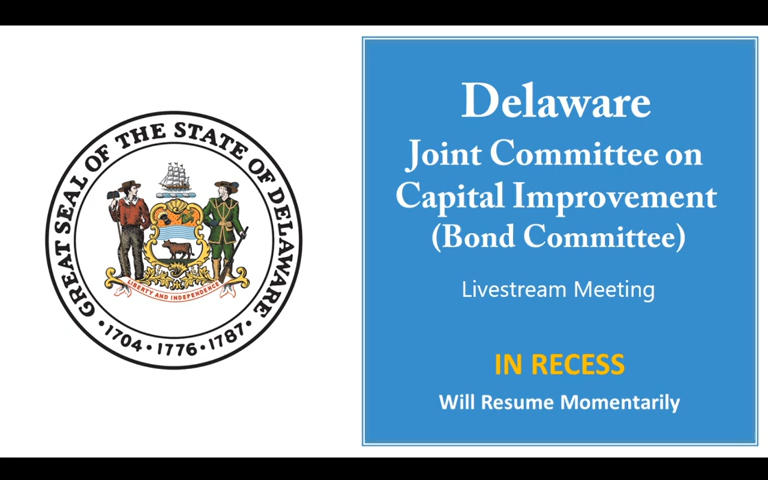 GREAT SEAL OF THE STATE OF DELAWARE
LIBERTY AND INDEPENDENCE
•1704•1776•1787•
Delaware
Joint Committee on
Capital Improvement
(Bond Committee)
Livestream Meeting
IN RECESS
Will Resume Momentarily